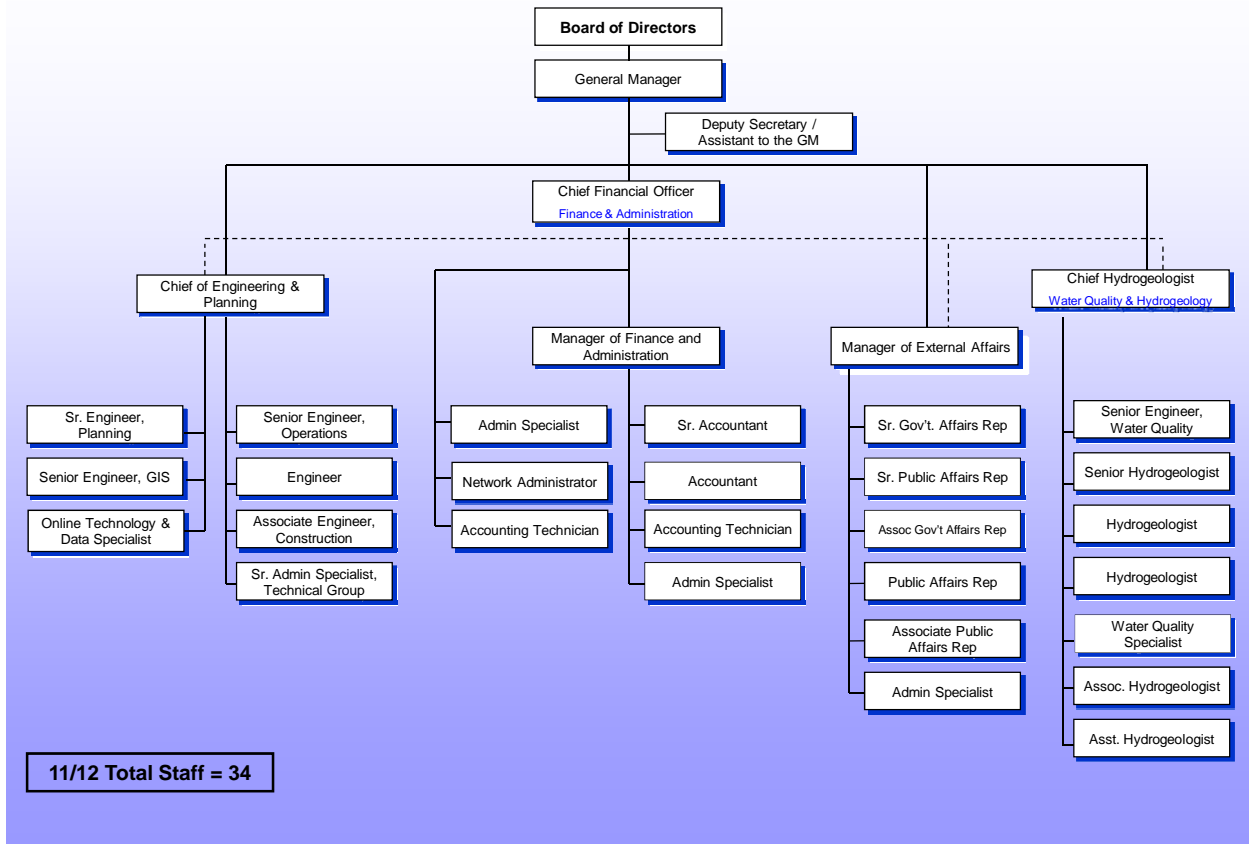 Board of Directors
General Manager
Deputy Secretary /
Assistant to the GM
Chief Financial Officer
Finance & Administration
Chief of Engineering &
Planning
Sr. Engineer,
Planning
Senior Engineer, GIS
Online Technology &
Data Specialist
Senior Engineer,
Operations
Engineer
Associate Engineer,
Construction
Sr. Admin Specialist,
Technical Group
Manager of Finance and
Administration
Admin Specialist
Network Administrator
Accounting Technician
Sr. Accountant
Accountant
Accounting Technician
Admin Specialist
Manager of External Affairs
Sr. Gov't. Affairs Rep
Sr. Public Affairs Rep
Assoc Gov't Affairs Rep
Public Affairs Rep
Associate Public
Affairs Rep
Admin Specialist
Chief Hydrogeologist
Water Quality & Hydrogeology
Senior Engineer,
Water Quality
Senior Hydrogeologist
Hydrogeologist
Hydrogeologist
Water Quality
Specialist
Assoc. Hydrogeologist
Asst. Hydrogeologist
11/12 Total Staff = 34